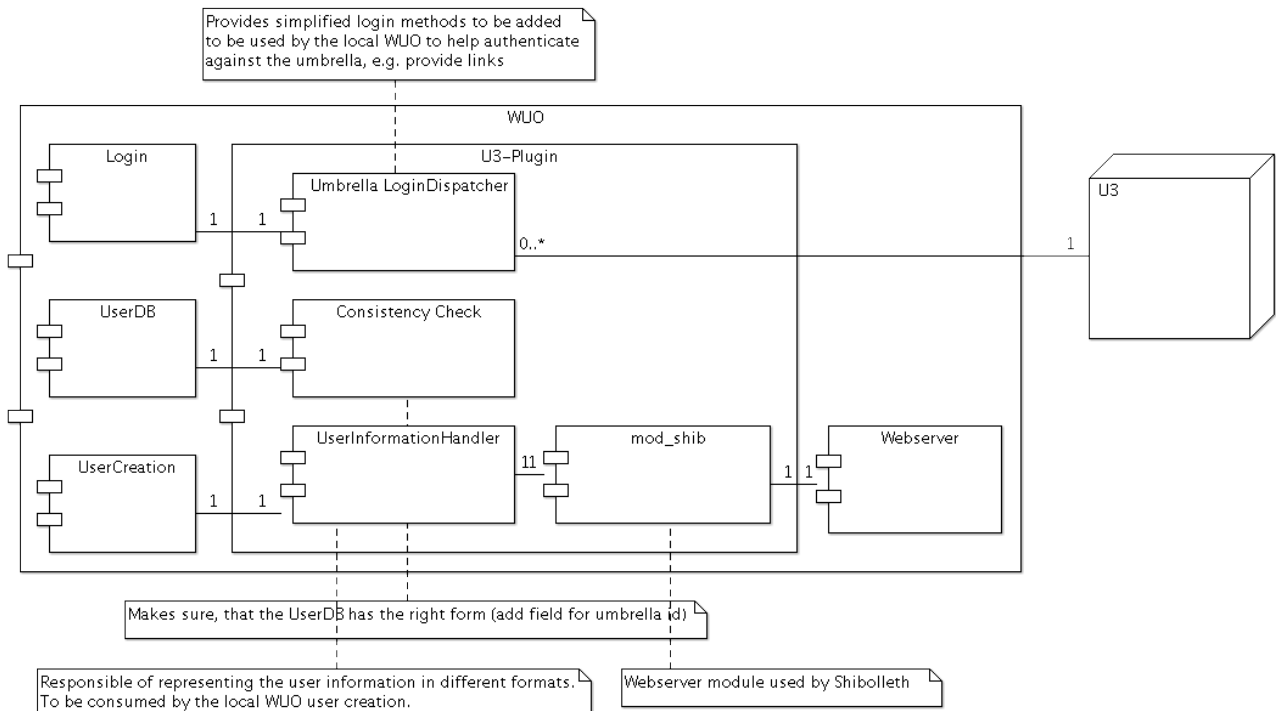 Provides simplified login methods to be added
to be used by the local WUO to help authenticate
against the umbrella, e.g. provide links
WUO
Login
U3-Plugin
Umbrella LoginDispatcher
U3
1
1
0..*
1
UserDB
Consistency Check
1
1
UserInformationHandler
mod_shib
Webserver
UserCreation
11
1
1
1
1
Makes sure, that the UserDB has the right form (add field for umbrella id)
Responsible of representing the user information in different formats.
To be consumed by the local WUO user creation.
Webserver module used by Shibolleth